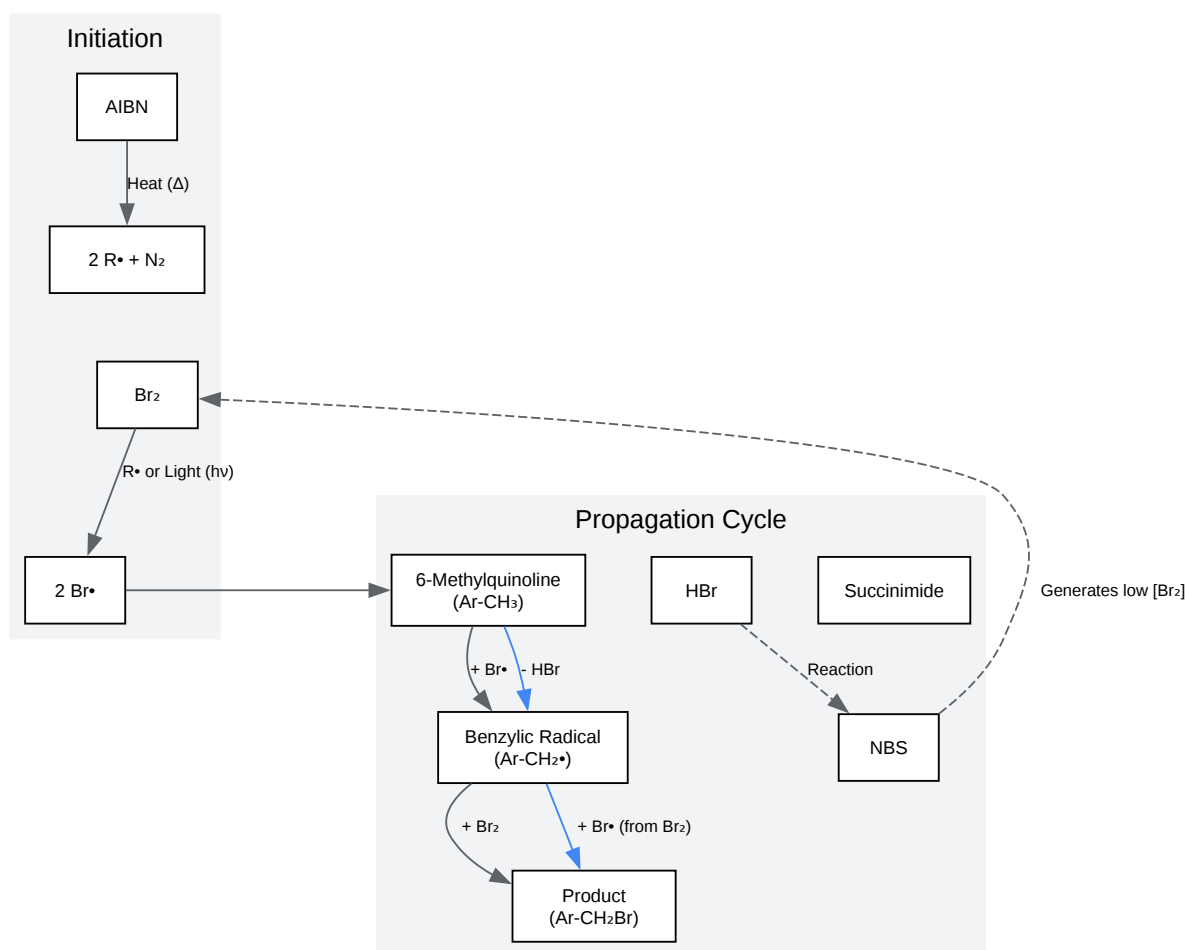 Initiation
AIBN
Heat (Δ)
2 R• + N₂
Br₂
R• or Light (hν)
2 Br•
Propagation Cycle
6-Methylquinoline
(Ar-CH₃)
HBr
Succinimide
Generates low [Br₂]
+ Br•
- HBr
Reaction
Benzylic Radical
(Ar-CH₂•)
NBS
+ Br₂
+ Br• (from Br₂)
Product
(Ar-CH₂Br)